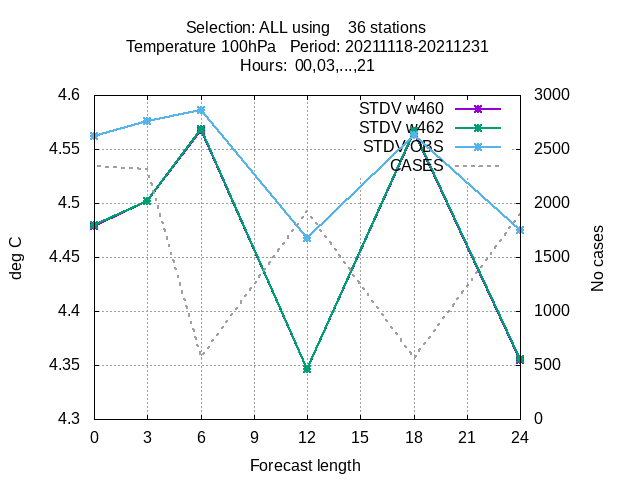 Selection: ALL using    36 stations
Temperature 100hPa   Period: 20211118-20211231
Hours:  00,03,...,21
4.6
4.55
4.5
4.45
4.4
4.35
4.3
deg C
3000
2500
2000
1500
1000
500
0
No cases
STDV w460
STDV w462
STDV OBS
CASES
0 3 6 9 12 15 18 21 24
Forecast length